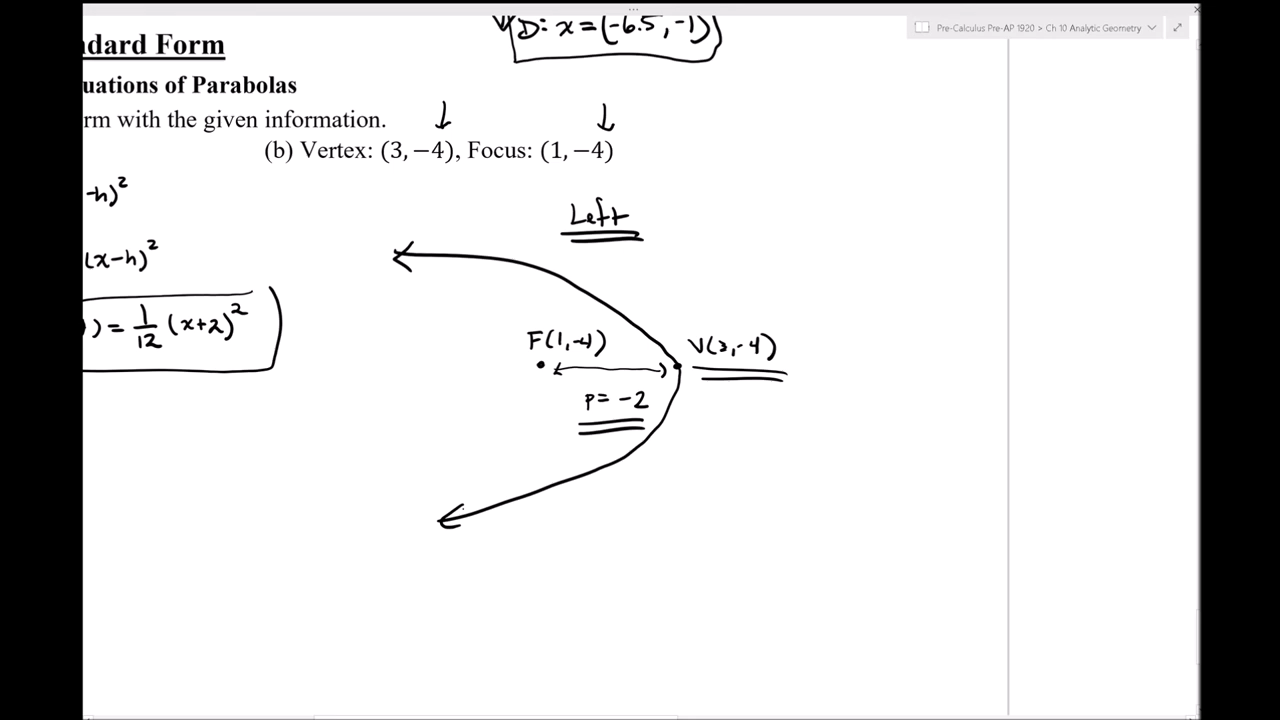 D: x = (-6.5, -1)
Pre-Calculus Pre-AP 1920 > Ch 10 Analytic Geometry
ndard Form
uations of Parabolas
rm with the given information.
(b) Vertex: (3, −4), Focus: (1, −4)
-h)²
Left
(x-h)²
) = 1/12 (x+2)²
F(1,-4)
V(3,-4)
p = -2